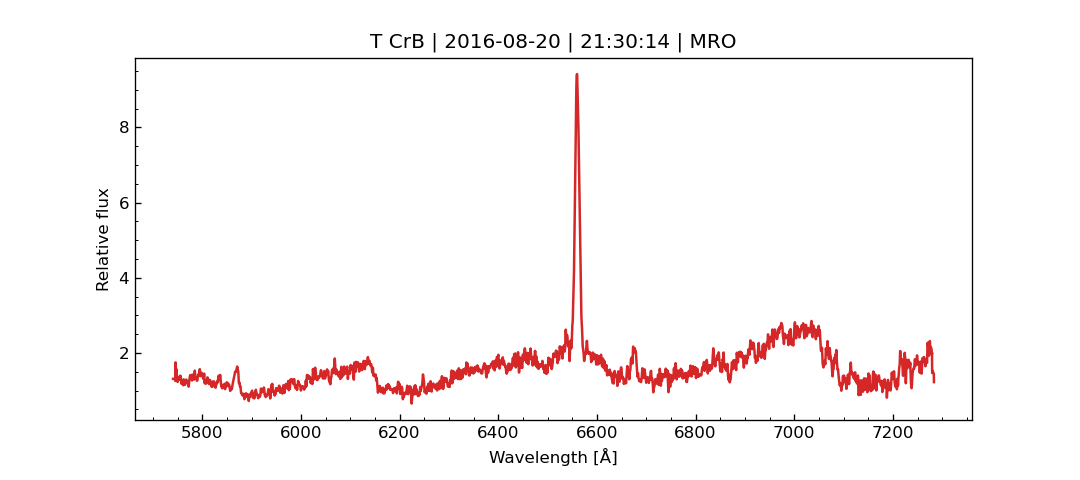 T CrB | 2016-08-20 | 21:30:14 | MRO
8
6
4
2
Relative flux
5800 6000 6200 6400 6600 6800 7000 7200
Wavelength [Å]